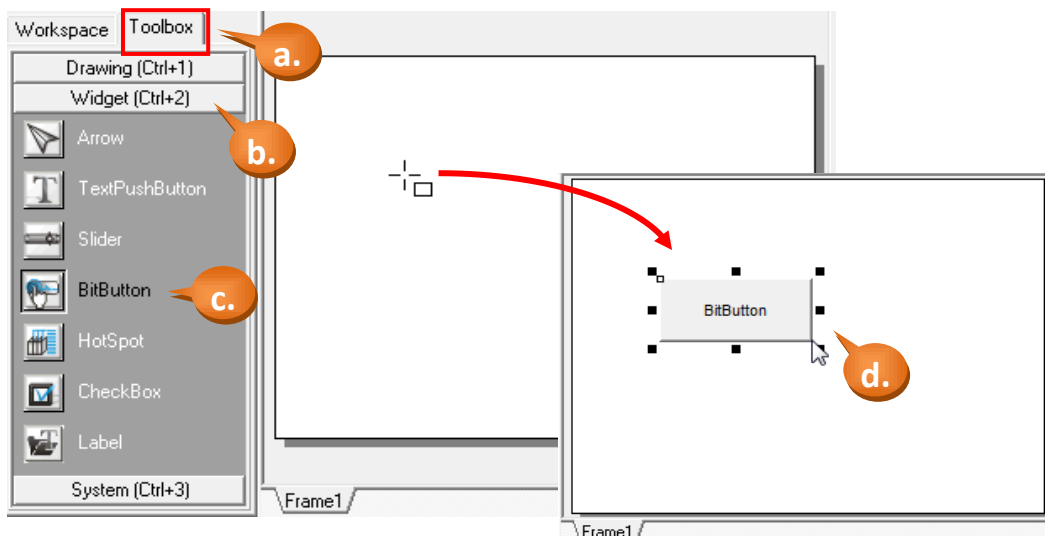 Workspace Toolbox
a.
Drawing (Ctrl+1)
Widget (Ctrl+2)
b.
Arrow
TextPushButton
Slider
BitButton
c.
HotSpot
CheckBox
Label
System (Ctrl+3)
Frame1
BitButton
d.
Frame1